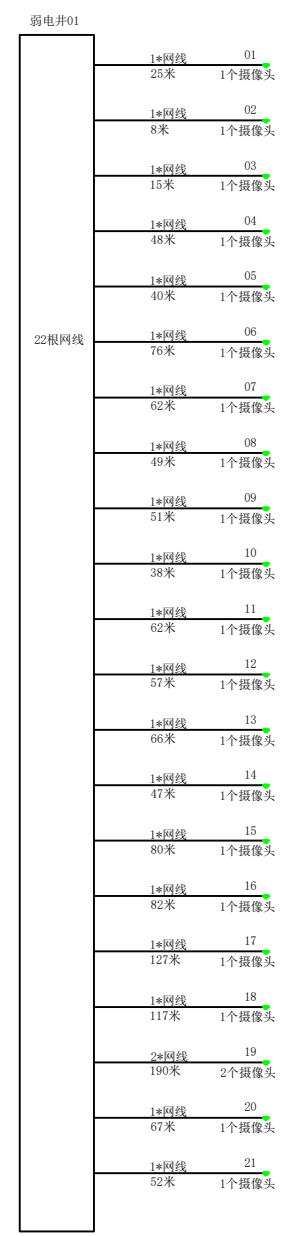 弱电井01
22根网线
1*网线 01
25米 1个摄像头
1*网线 02
8米 1个摄像头
1*网线 03
15米 1个摄像头
1*网线 04
48米 1个摄像头
1*网线 05
40米 1个摄像头
1*网线 06
76米 1个摄像头
1*网线 07
62米 1个摄像头
1*网线 08
49米 1个摄像头
1*网线 09
51米 1个摄像头
1*网线 10
38米 1个摄像头
1*网线 11
62米 1个摄像头
1*网线 12
57米 1个摄像头
1*网线 13
66米 1个摄像头
1*网线 14
47米 1个摄像头
1*网线 15
80米 1个摄像头
1*网线 16
82米 1个摄像头
1*网线 17
127米 1个摄像头
1*网线 18
117米 1个摄像头
2*网线 19
190米 2个摄像头
1*网线 20
67米 1个摄像头
1*网线 21
52米 1个摄像头